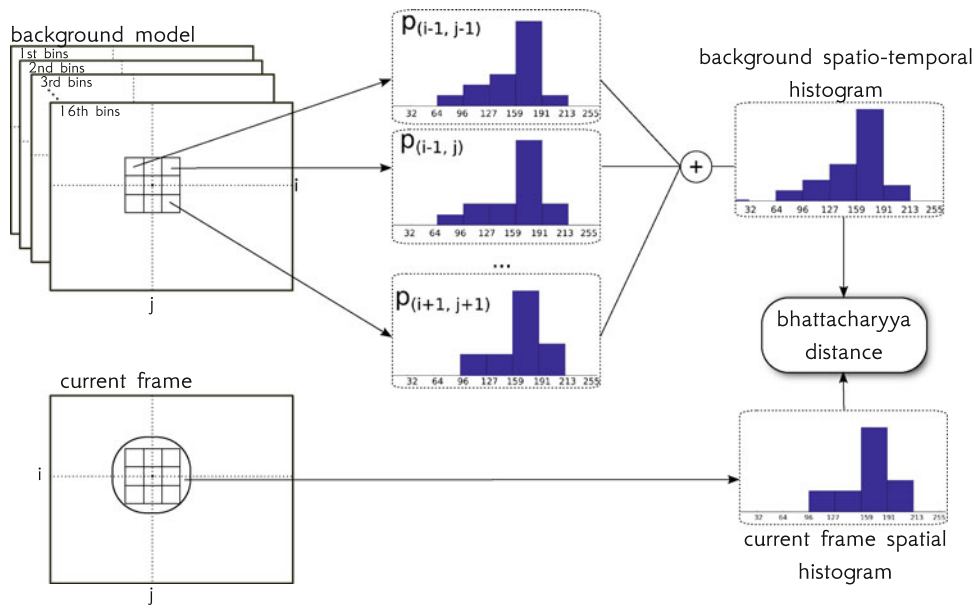 background model
1st bins
2nd bins
3rd bins
16th bins
i
j
p(i-1, j-1)
32 64 96 127 159 191 213 255
p(i-1, j)
32 64 96 127 159 191 213 255
...
p(i+1, j+1)
32 64 96 127 159 191 213 255
+
background spatio-temporal
histogram
32 64 96 127 159 191 213 255
bhattacharyya
distance
current frame
i
j
32 64 96 127 159 191 213 255
current frame spatial
histogram